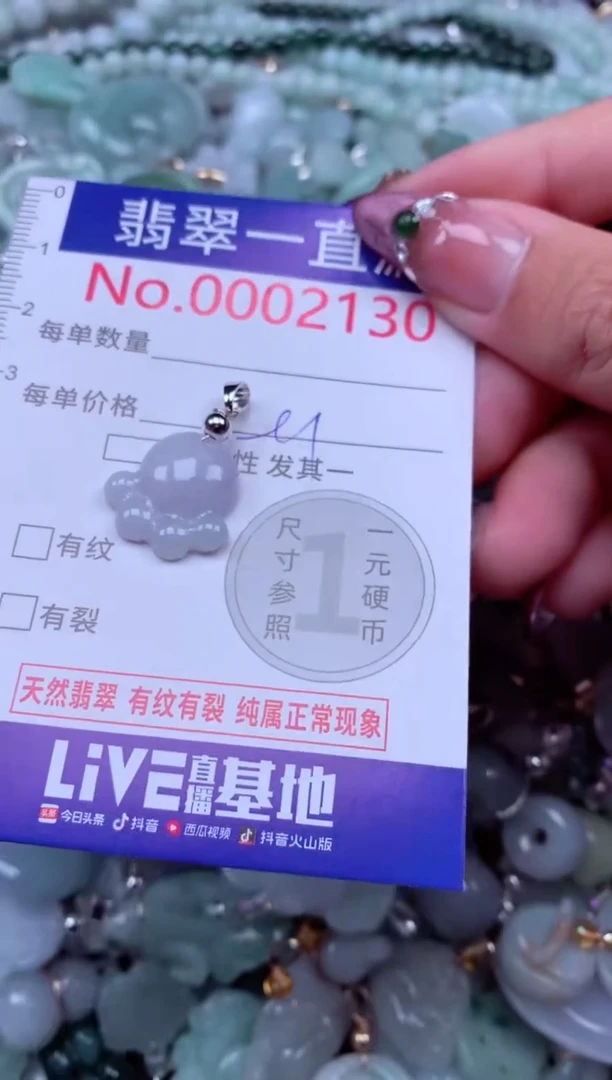 0
翡翠一直
1
No.0002130
2
每单数量
3
每单价格
性 发其一
尺寸参照
1
一元硬币
有纹
有裂
天然翡翠 有纹有裂 纯属正常现象
LiVE直播基地
头条 今日头条 抖音 西瓜视频 抖音火山版